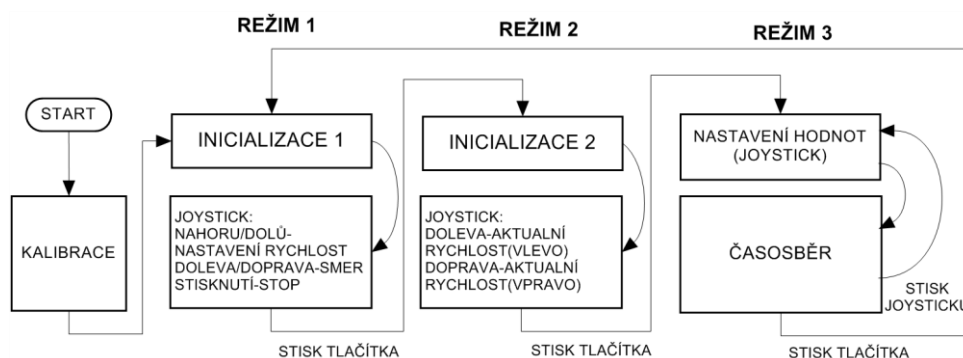 REŽIM 1
REŽIM 2
REŽIM 3
START
KALIBRACE
INICIALIZACE 1
JOYSTICK:
NAHORU/DOLŮ-
NASTAVENÍ RYCHLOST
DOLEVA/DOPRAVA-SMER
STISKNUTÍ-STOP
STISK TLAČÍTKA
INICIALIZACE 2
JOYSTICK:
DOLEVA-AKTUALNÍ
RYCHLOST(VLEVO)
DOPRAVA-AKTUALNÍ
RYCHLOST(VPRAVO)
STISK TLAČÍTKA
NASTAVENÍ HODNOT
(JOYSTICK)
ČASOSBĚR
STISK
JOYSTICKU
STISK TLAČÍTKA